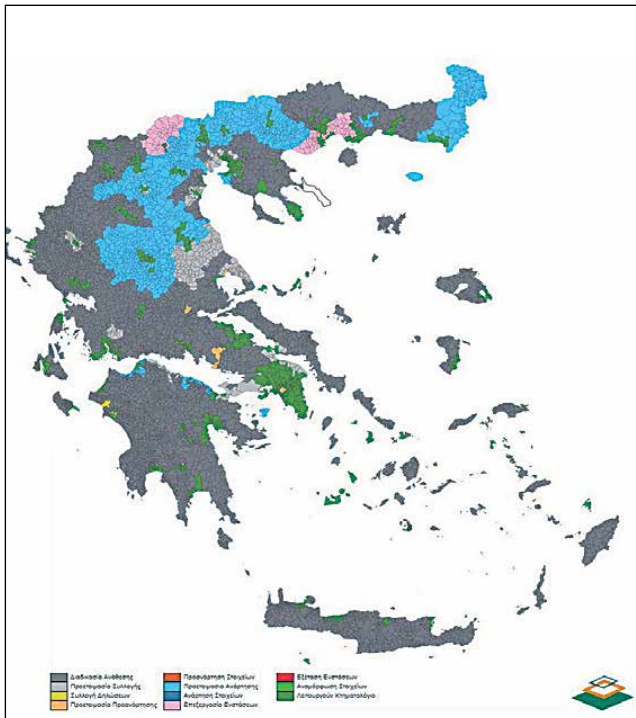 Διαδικασία Ανάθεσης
Προετοιμασία Συλλογής
Συλλογή Δηλώσεων
Προετοιμασία Προανάρτησης
Προανάρτηση Στοιχείων
Προετοιμασία Ανάρτησης
Ανάρτηση Στοιχείων
Επεξεργασία Ενστάσεων
Εξέταση Ενστάσεων
Αναμόρφωση Στοιχείων
Λειτουργούν Κτηματολόγιο